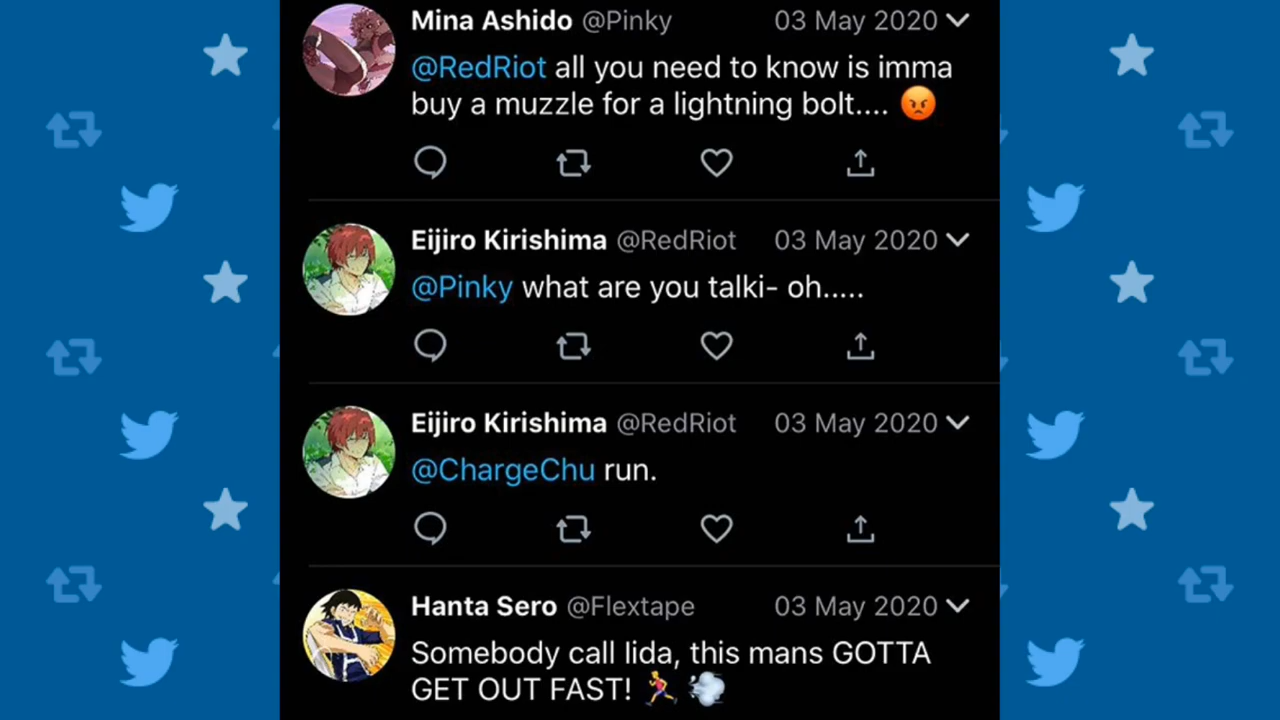 Mina Ashido @Pinky 03 May 2020
@RedRiot all you need to know is imma
buy a muzzle for a lightning bolt.... 😡
Eijiro Kirishima @RedRiot 03 May 2020
@Pinky what are you talki- oh.....
Eijiro Kirishima @RedRiot 03 May 2020
@ChargeChu run.
Hanta Sero @Flextape 03 May 2020
Somebody call Iida, this mans GOTTA
GET OUT FAST! 🏃 💨